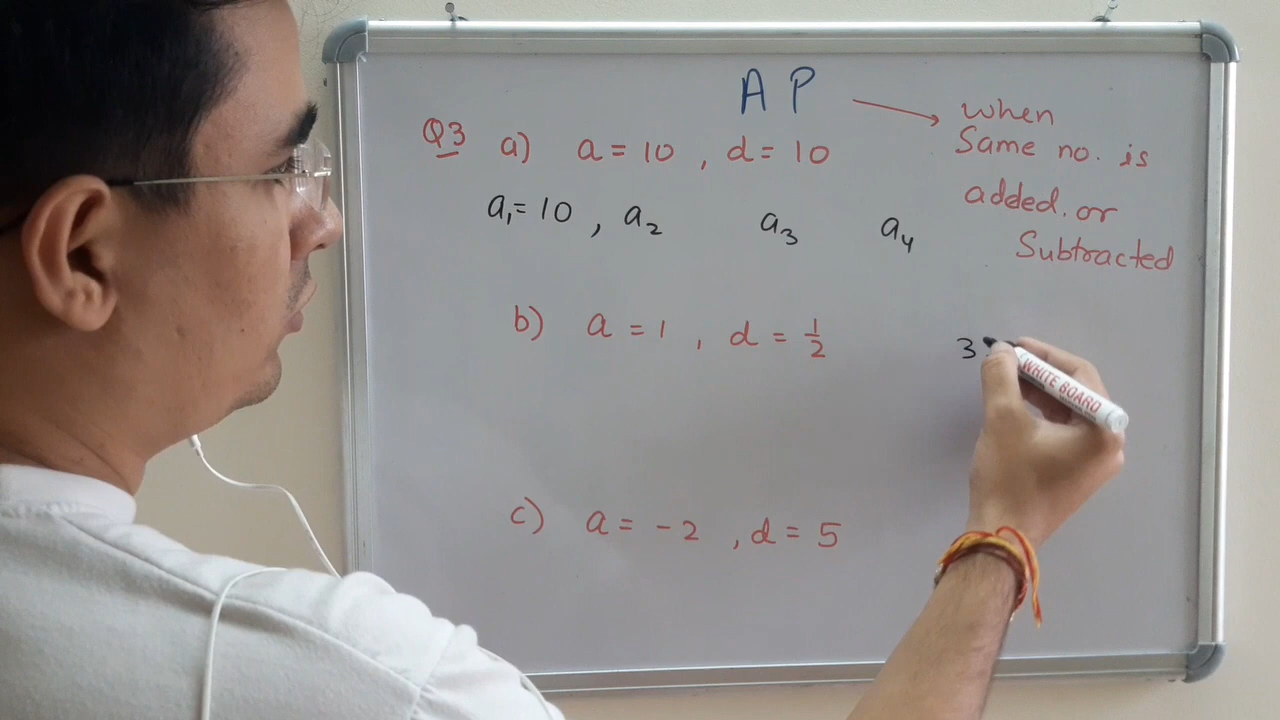 A P
when
Same no. is
added. or
Subtracted
Q3 a) a = 10 , d = 10
a₁ = 10 , a₂ a₃ a₄
b) a = 1 , d = 1/2
3
c) a = -2 , d = 5
WHITE BOARD